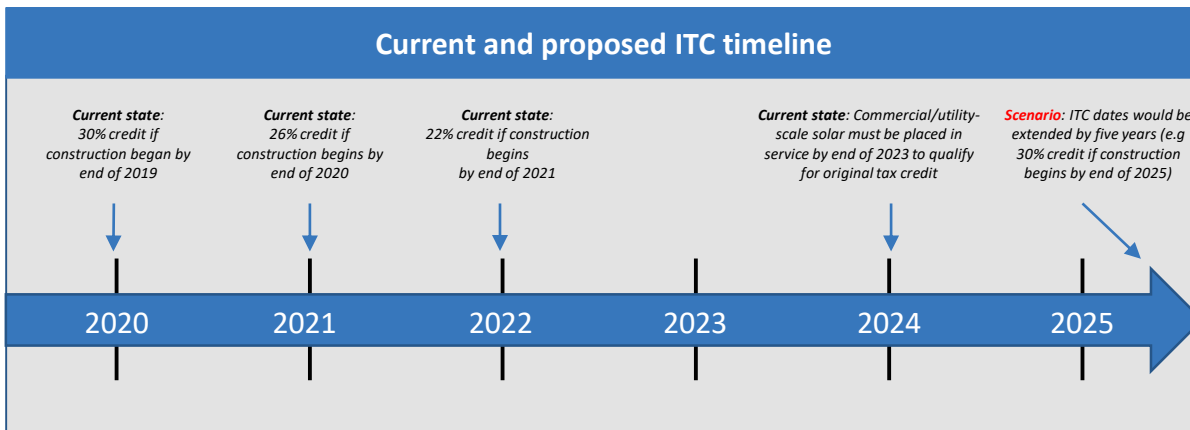 Current and proposed ITC timeline
Current state:
30% credit if
construction began by
end of 2019
Current state:
26% credit if
construction begins by
end of 2020
Current state:
22% credit if construction
begins
by end of 2021
Current state: Commercial/utility-
scale solar must be placed in
service by end of 2023 to qualify
for original tax credit
Scenario: ITC dates would be
extended by five years (e.g
30% credit if construction
begins by end of 2025)
2020
2021
2022
2023
2024
2025